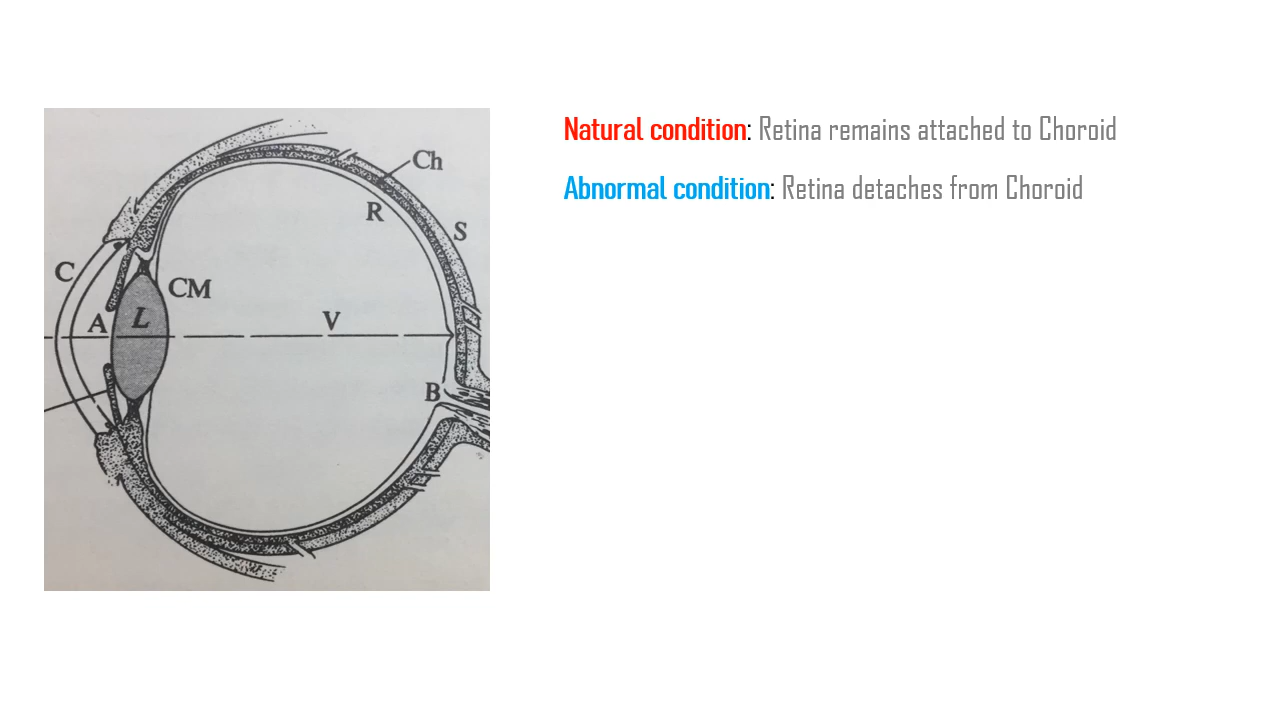 Natural condition: Retina remains attached to Choroid
Abnormal condition: Retina detaches from Choroid
Ch
R
S
C
CM
A
L
V
B